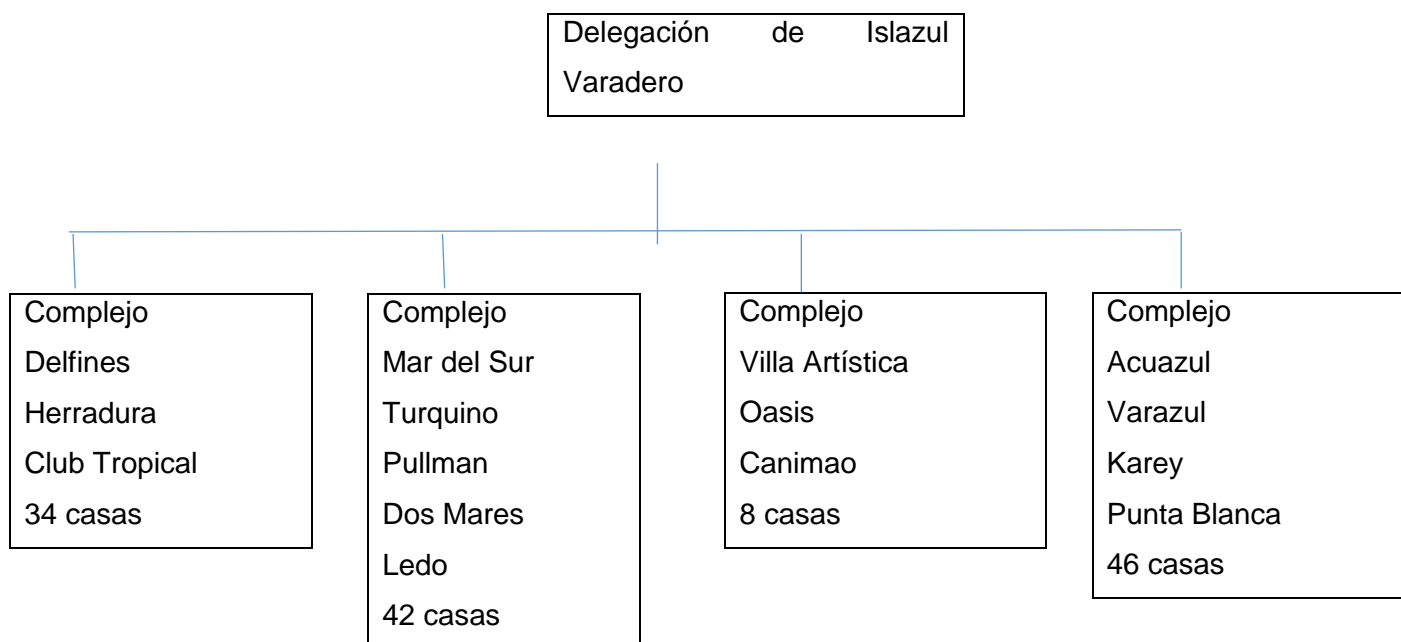 Delegación de Islazul
Varadero
Complejo
Delfines
Herradura
Club Tropical
34 casas
Complejo
Mar del Sur
Turquino
Pullman
Dos Mares
Ledo
42 casas
Complejo
Villa Artística
Oasis
Canimao
8 casas
Complejo
Acuazul
Varazul
Karey
Punta Blanca
46 casas